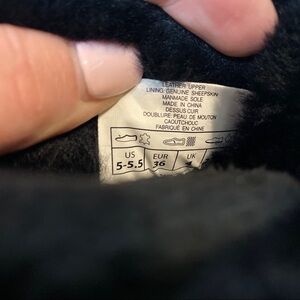 LEATHER UPPER
LINING: GENUINE SHEEPSKIN
MANMADE SOLE
MADE IN CHINA
DESSUS CUIR
DOUBLURE: PEAU DE MOUTON
CAOUTCHOUC
FABRIQUÉ EN CHINE
US EUR UK
5-5.5 36